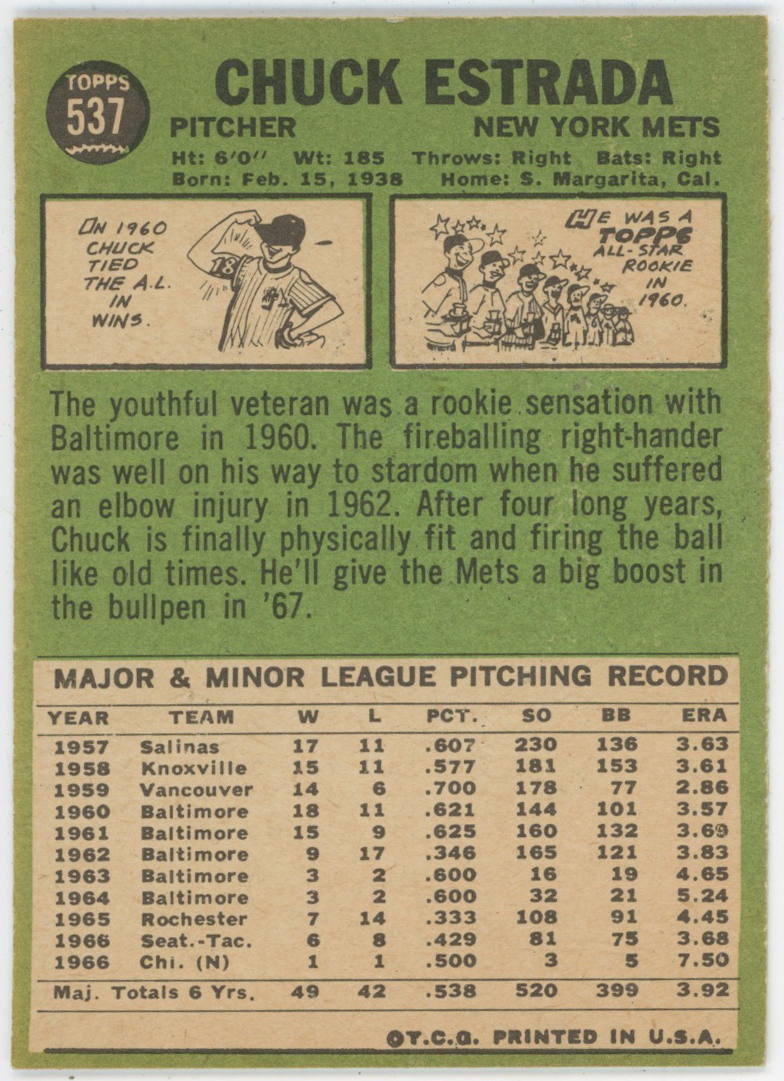 TOPPS
537
CHUCK ESTRADA
PITCHER NEW YORK METS
Ht: 6'0" Wt: 185 Throws: Right Bats: Right
Born: Feb. 15, 1938 Home: S. Margarita, Cal.
IN 1960
CHUCK
TIED
THE A.L.
IN
WINS.
18
HE WAS A
TOPPS
ALL-STAR
ROOKIE
IN
1960.
The youthful veteran was a rookie sensation with
Baltimore in 1960. The fireballing right-hander
was well on his way to stardom when he suffered
an elbow injury in 1962. After four long years,
Chuck is finally physically fit and firing the ball
like old times. He'll give the Mets a big boost in
the bullpen in '67.
MAJOR & MINOR LEAGUE PITCHING RECORD
YEAR TEAM W L PCT. SO BB ERA
1957 Salinas 17 11 .607 230 136 3.63
1958 Knoxville 15 11 .577 181 153 3.61
1959 Vancouver 14 6 .700 178 77 2.86
1960 Baltimore 18 11 .621 144 101 3.57
1961 Baltimore 15 9 .625 160 132 3.69
1962 Baltimore 9 17 .346 165 121 3.83
1963 Baltimore 3 2 .600 16 19 4.65
1964 Baltimore 3 2 .600 32 21 5.24
1965 Rochester 7 14 .333 108 91 4.45
1966 Seat.-Tac. 6 8 .429 81 75 3.68
1966 Chi. (N) 1 1 .500 3 5 7.50
Maj. Totals 6 Yrs. 49 42 .538 520 399 3.92
©T.C.G. PRINTED IN U.S.A.